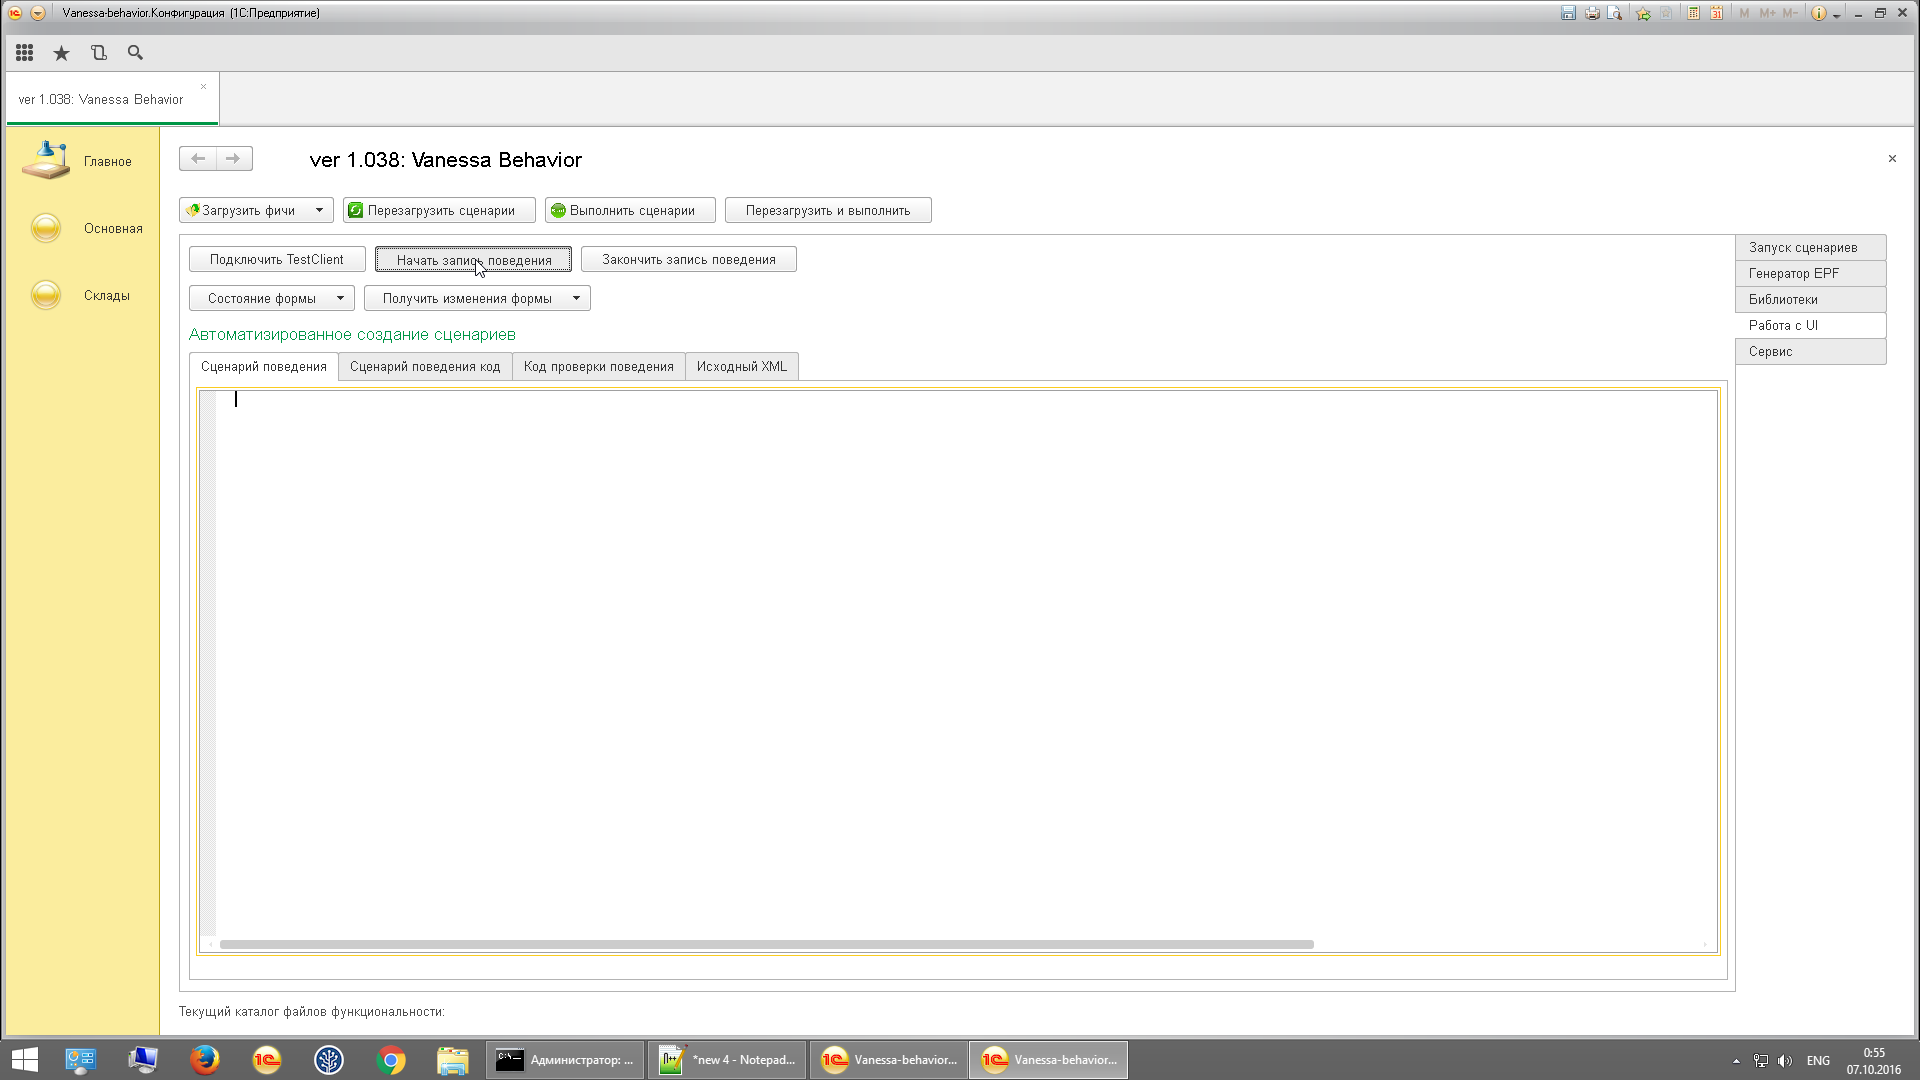 Vanessa-behavior.Конфигурация (1С:Предприятие)
M M+ M-
ver 1.038: Vanessa Behavior
Главное
Основная
Склады
ver 1.038: Vanessa Behavior
Загрузить фичи
Перезагрузить сценарии
Выполнить сценарии
Перезагрузить и выполнить
Подключить TestClient
Начать запись поведения
Закончить запись поведения
Состояние формы
Получить изменения формы
Автоматизированное создание сценариев
Сценарий поведения
Сценарий поведения код
Код проверки поведения
Исходный XML
Запуск сценариев
Генератор EPF
Библиотеки
Работа с UI
Сервис
Текущий каталог файлов функциональности:
Администратор: ...
*new 4 - Notepad...
Vanessa-behavior...
Vanessa-behavior...
ENG
0:55
07.10.2016